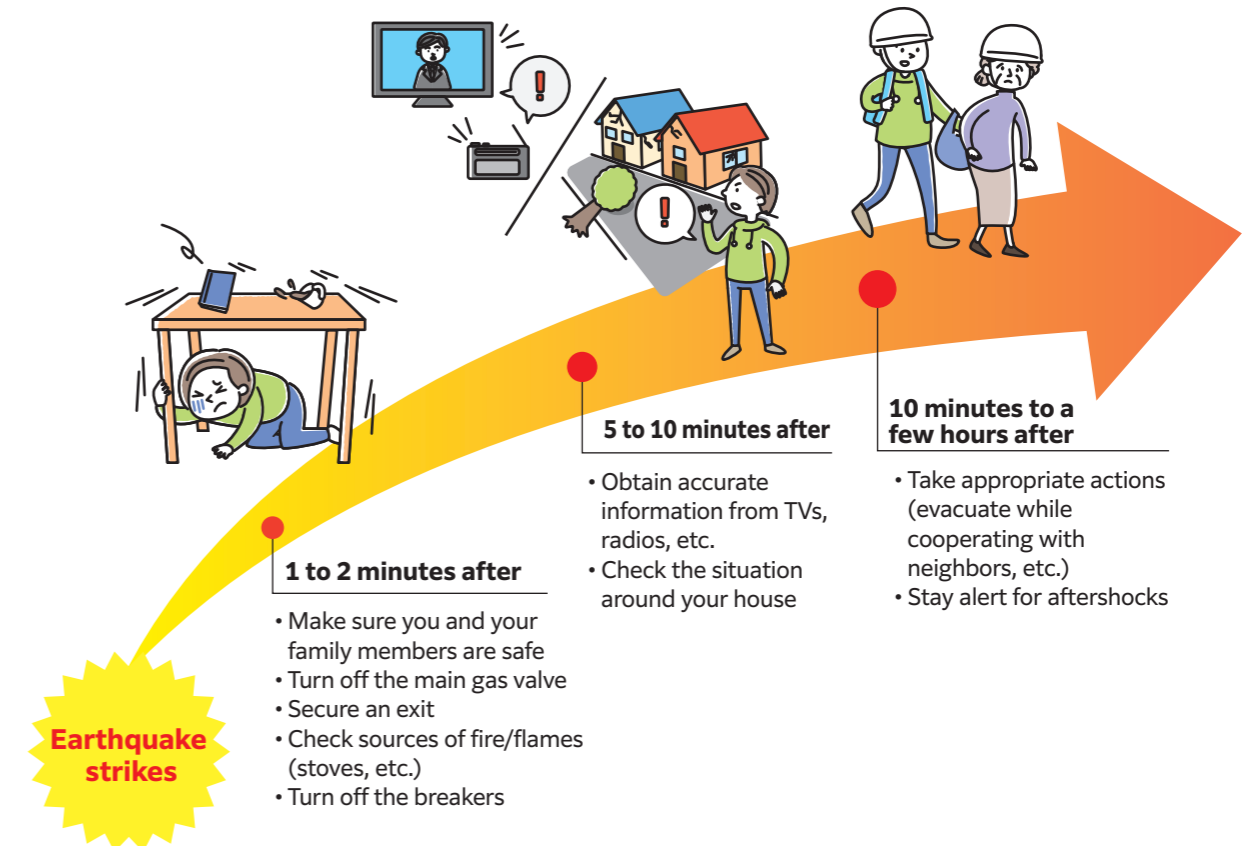 Earthquake
strikes
1 to 2 minutes after
• Make sure you and your
family members are safe
• Turn off the main gas valve
• Secure an exit
• Check sources of fire/flames
(stoves, etc.)
• Turn off the breakers
5 to 10 minutes after
• Obtain accurate
information from TVs,
radios, etc.
• Check the situation
around your house
10 minutes to a
few hours after
• Take appropriate actions
(evacuate while
cooperating with
neighbors, etc.)
• Stay alert for aftershocks
!
!